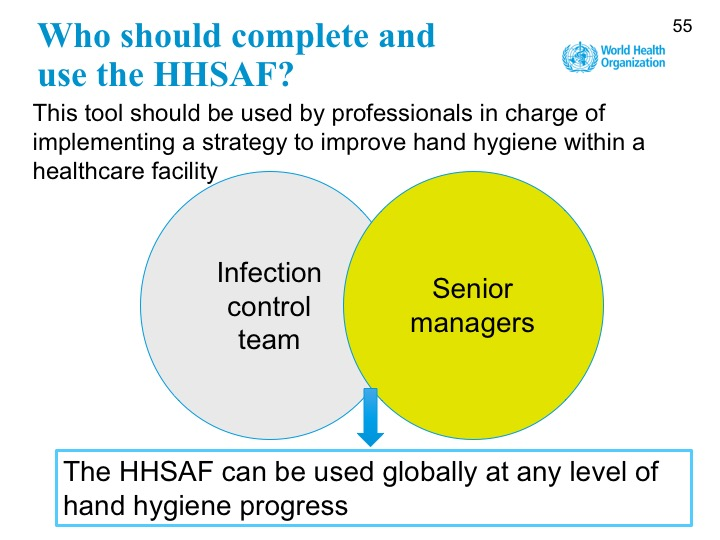 55
Who should complete and
use the HHSAF?
World Health
Organization
This tool should be used by professionals in charge of
implementing a strategy to improve hand hygiene within a
healthcare facility
Infection
control
team
Senior
managers
The HHSAF can be used globally at any level of
hand hygiene progress